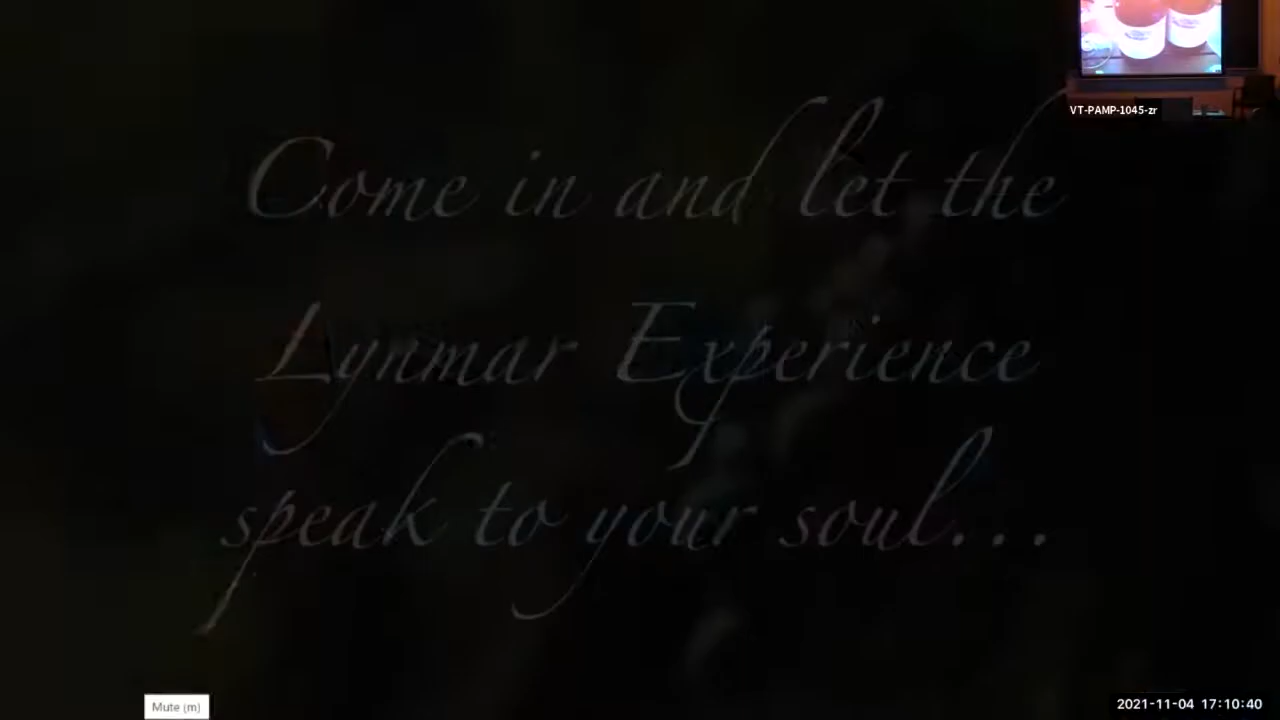 VT-PAMP-1045-zr
Come in and let the
Lynmar Experience
speak to your soul...
Mute (m)
2021-11-04 17:10:40